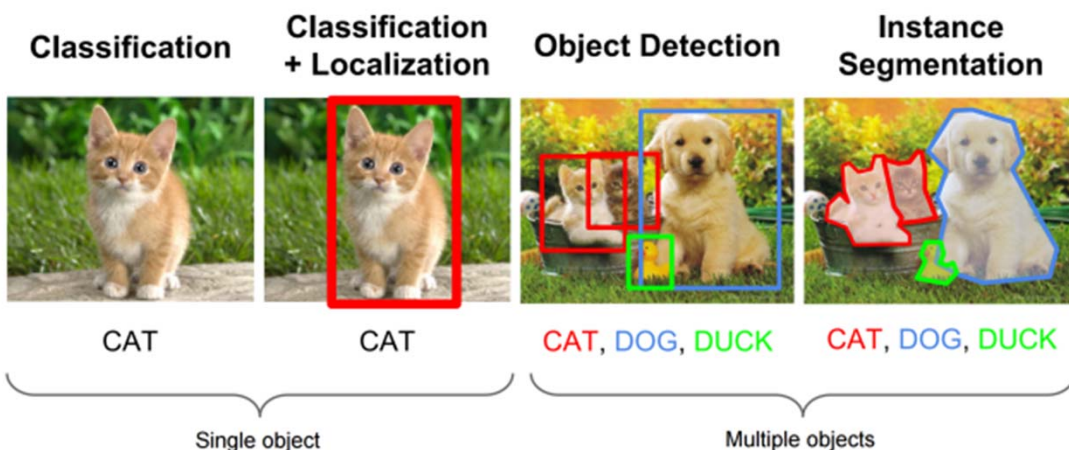 Classification
Classification
+ Localization
Object Detection
Instance
Segmentation
CAT
CAT
CAT, DOG, DUCK
CAT, DOG, DUCK
Single object
Multiple objects